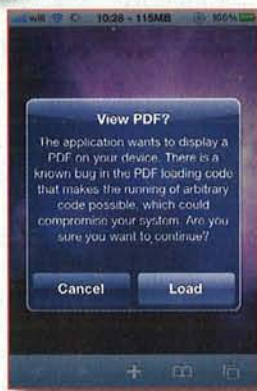 will 10:28 - 115MB 100%
View PDF?
The application wants to display a
PDF on your device. There is a
known bug in the PDF loading code
that makes the running of arbitrary
code possible, which could
compromise your system. Are you
sure you want to continue?
Cancel Load